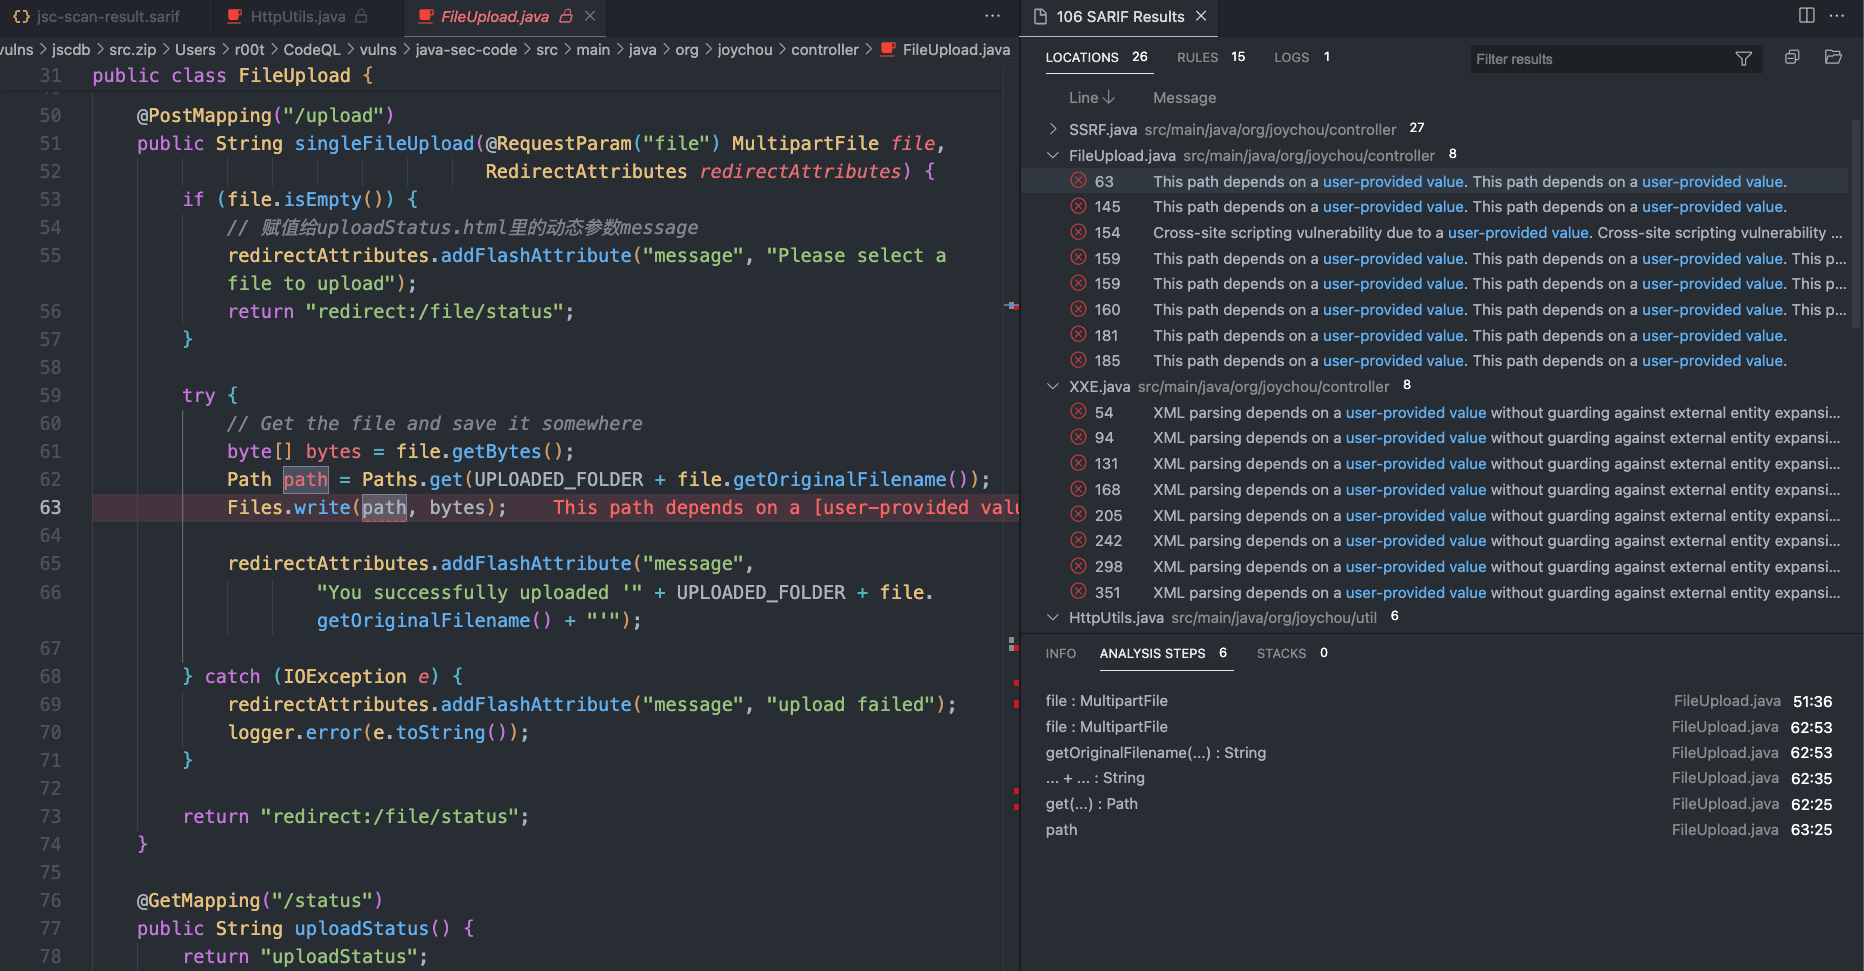 jsc-scan-result.sarif
HttpUtils.java
FileUpload.java
vulns > jscdb > src.zip > Users > r00t > CodeQL > vulns > java-sec-code > src > main > java > org > joychou > controller > FileUpload.java
31 public class FileUpload {
50 @PostMapping("/upload")
51 public String singleFileUpload(@RequestParam("file") MultipartFile file,
52 RedirectAttributes redirectAttributes) {
53 if (file.isEmpty()) {
54 // 赋值给uploadStatus.html里的动态参数message
55 redirectAttributes.addFlashAttribute("message", "Please select a
file to upload");
56 return "redirect:/file/status";
57 }
58
59 try {
60 // Get the file and save it somewhere
61 byte[] bytes = file.getBytes();
62 Path path = Paths.get(UPLOADED_FOLDER + file.getOriginalFilename());
63 Files.write(path, bytes); This path depends on a [user-provided valu
64
65 redirectAttributes.addFlashAttribute("message",
66 "You successfully uploaded '" + UPLOADED_FOLDER + file.
getOriginalFilename() + "'");
67
68 } catch (IOException e) {
69 redirectAttributes.addFlashAttribute("message", "upload failed");
70 logger.error(e.toString());
71 }
72
73 return "redirect:/file/status";
74 }
75
76 @GetMapping("/status")
77 public String uploadStatus() {
78 return "uploadStatus";
106 SARIF Results
LOCATIONS 26 RULES 15 LOGS 1 Filter results
Line Message
SSRF.java src/main/java/org/joychou/controller 27
FileUpload.java src/main/java/org/joychou/controller 8
63 This path depends on a user-provided value. This path depends on a user-provided value.
145 This path depends on a user-provided value. This path depends on a user-provided value.
154 Cross-site scripting vulnerability due to a user-provided value. Cross-site scripting vulnerability ...
159 This path depends on a user-provided value. This path depends on a user-provided value. This p...
159 This path depends on a user-provided value. This path depends on a user-provided value. This p...
160 This path depends on a user-provided value. This path depends on a user-provided value. This p...
181 This path depends on a user-provided value. This path depends on a user-provided value.
185 This path depends on a user-provided value. This path depends on a user-provided value.
XXE.java src/main/java/org/joychou/controller 8
54 XML parsing depends on a user-provided value without guarding against external entity expansi...
94 XML parsing depends on a user-provided value without guarding against external entity expansi...
131 XML parsing depends on a user-provided value without guarding against external entity expansi...
168 XML parsing depends on a user-provided value without guarding against external entity expansi...
205 XML parsing depends on a user-provided value without guarding against external entity expansi...
242 XML parsing depends on a user-provided value without guarding against external entity expansi...
298 XML parsing depends on a user-provided value without guarding against external entity expansi...
351 XML parsing depends on a user-provided value without guarding against external entity expansi...
HttpUtils.java src/main/java/org/joychou/util 6
INFO ANALYSIS STEPS 6 STACKS 0
file : MultipartFile FileUpload.java 51:36
file : MultipartFile FileUpload.java 62:53
getOriginalFilename(...) : String FileUpload.java 62:53
... + ... : String FileUpload.java 62:35
get(...) : Path FileUpload.java 62:25
path FileUpload.java 63:25